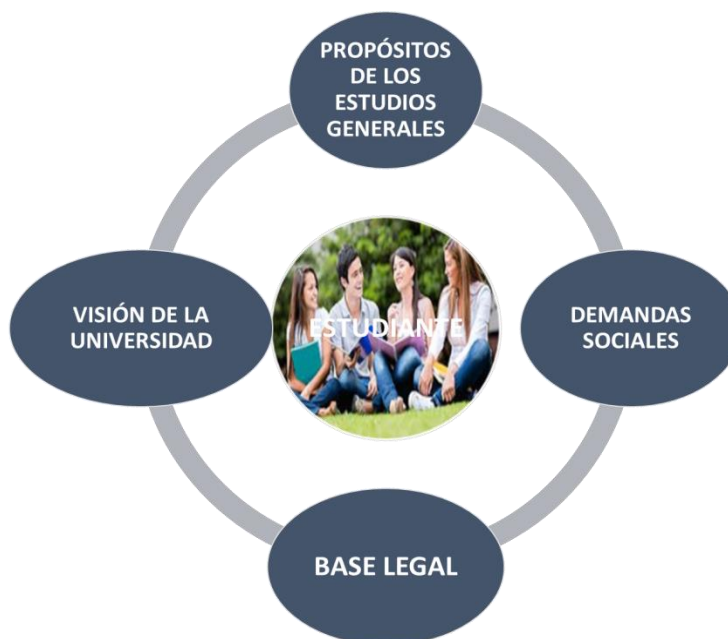 PROPÓSITOS
DE LOS
ESTUDIOS
GENERALES
VISIÓN DE LA
UNIVERSIDAD
ESTUDIANTE
DEMANDAS
SOCIALES
BASE LEGAL